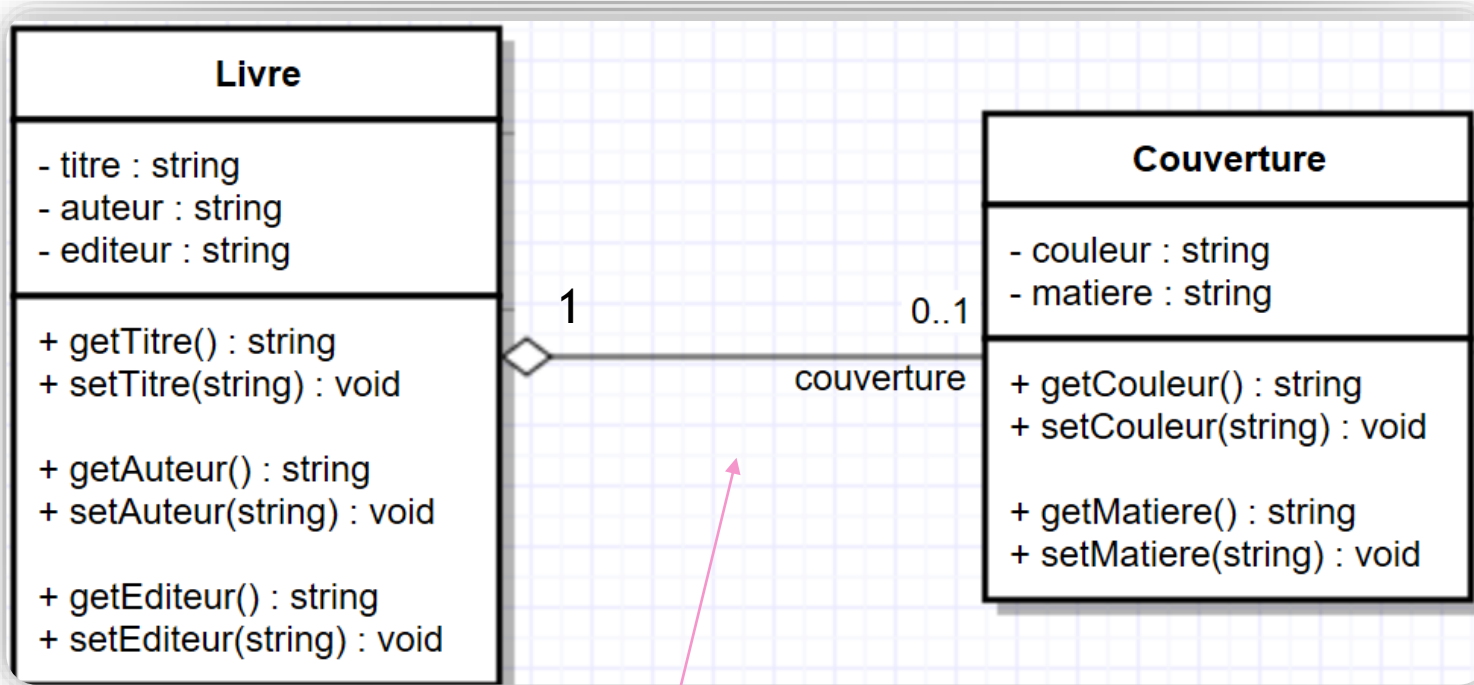 Livre
- titre : string
- auteur : string
- editeur : string
+ getTitre() : string
+ setTitre(string) : void
+ getAuteur() : string
+ setAuteur(string) : void
+ getEditeur() : string
+ setEditeur(string) : void
1
0..1
couverture
Couverture
- couleur : string
- matiere : string
+ getCouleur() : string
+ setCouleur(string) : void
+ getMatiere() : string
+ setMatiere(string) : void